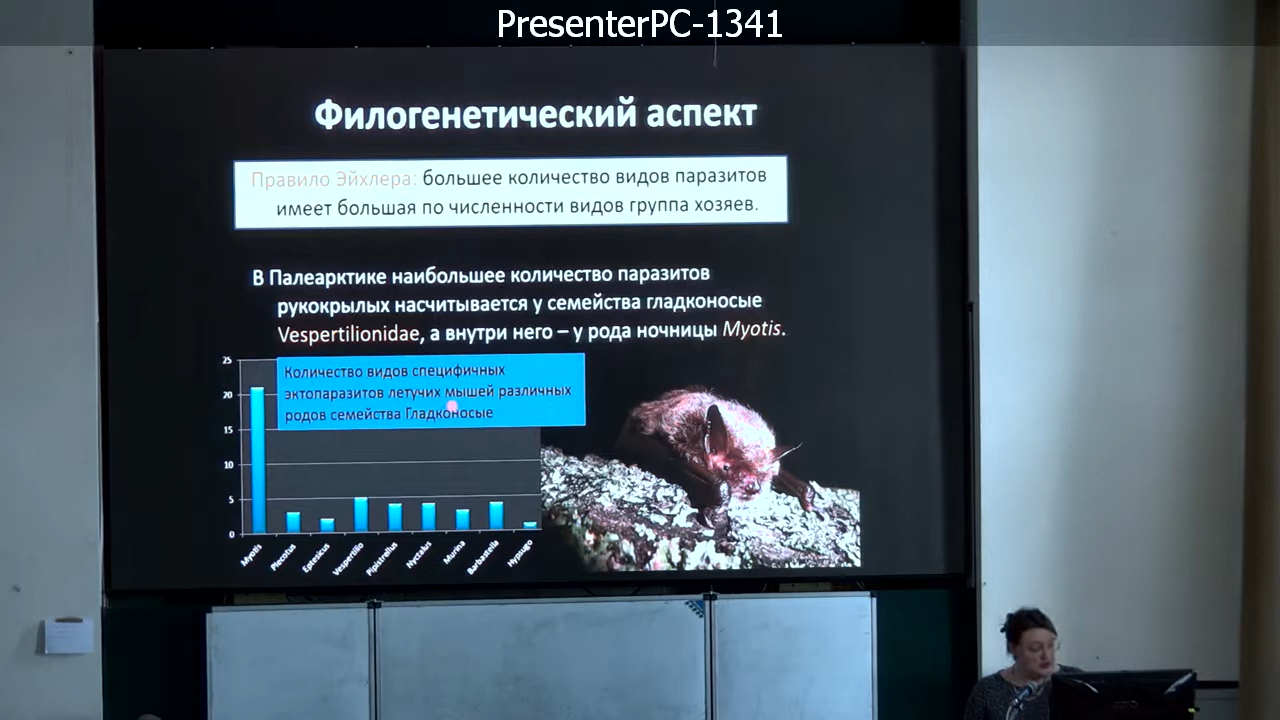 PresenterPC-1341
Филогенетический аспект
Правило Эйхлера: большее количество видов паразитов
имеет большая по численности видов группа хозяев.
В Палеарктике наибольшее количество паразитов
рукокрылых насчитывается у семейства гладконосые
Vespertilionidae, а внутри него – у рода ночницы Myotis.
Количество видов специфичных
эктопаразитов летучих мышей различных
родов семейства Гладконосые
25
20
15
10
5
0
Myotis
Plecotus
Eptesicus
Vespertilio
Pipistrellus
Nyctalus
Murina
Barbastella
Hypsugo